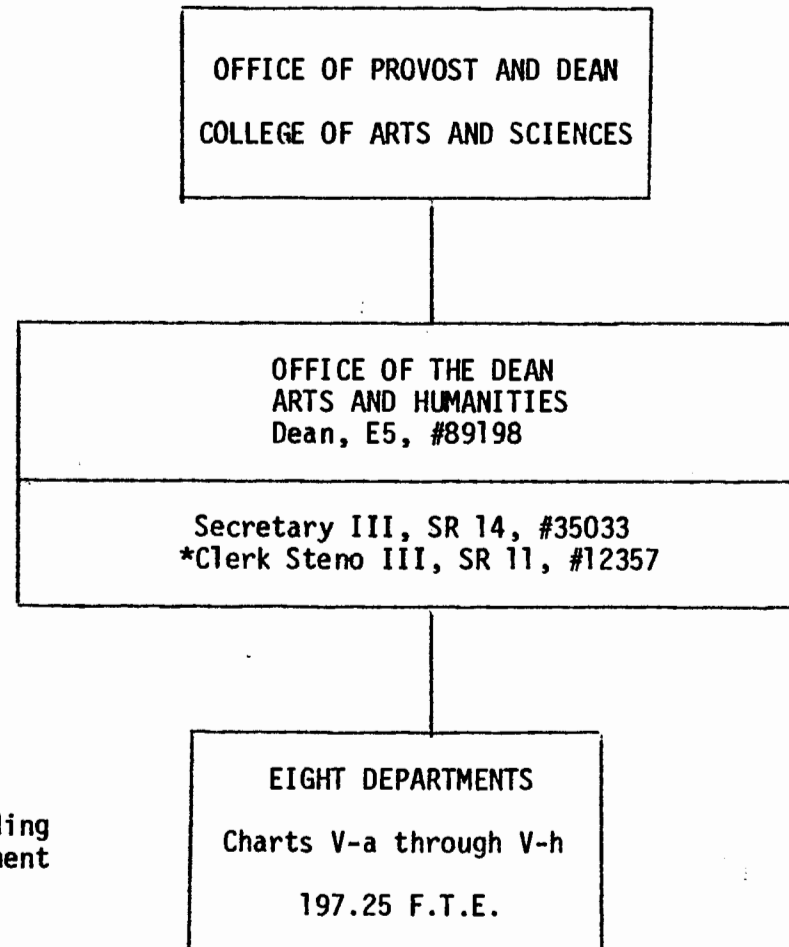 OFFICE OF PROVOST AND DEAN
COLLEGE OF ARTS AND SCIENCES
OFFICE OF THE DEAN
ARTS AND HUMANITIES
Dean, E5, #89198
Secretary III, SR 14, #35033
*Clerk Steno III, SR 11, #12357
EIGHT DEPARTMENTS
Charts V-a through V-h
197.25 F.T.E.